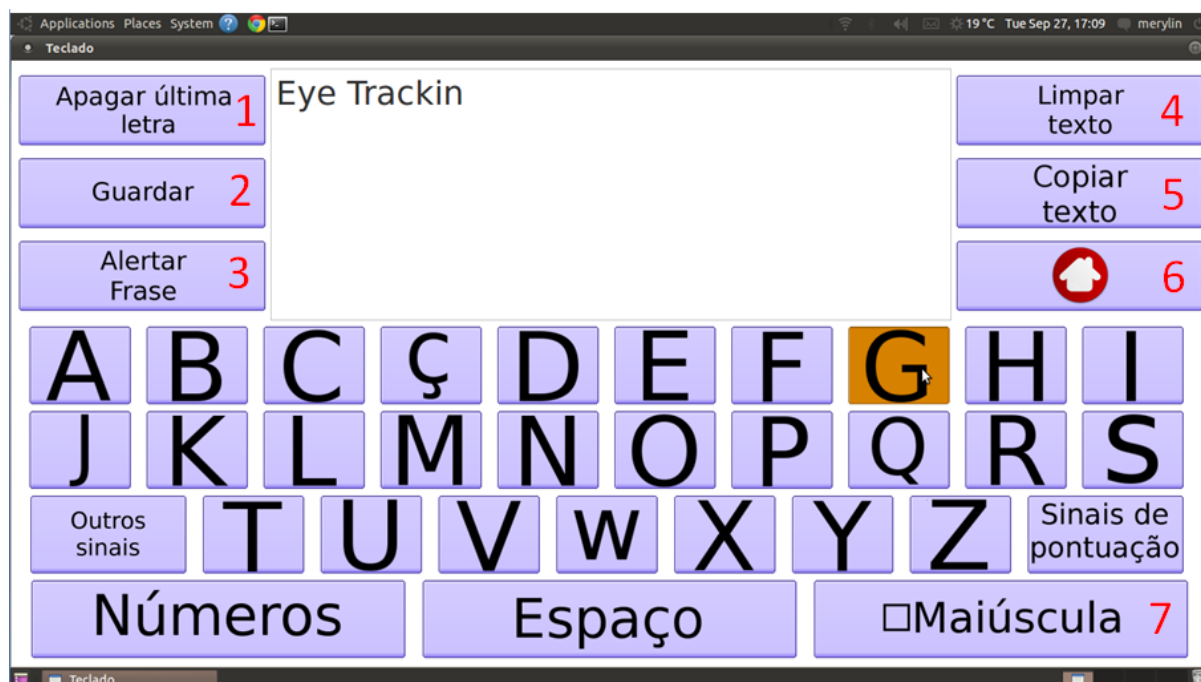 Applications Places System ? 19 °C Tue Sep 27, 17:09 merylin
Teclado
Apagar última
letra 1
Eye Trackin
Limpar
texto 4
Guardar 2
Copiar
texto 5
Alertar
Frase 3
6
A B C Ç D E F G H I
J K L M N O P Q R S
Outros
sinais
T U V W X Y Z
Sinais de
pontuação
Números Espaço Maiúscula 7
Teclado